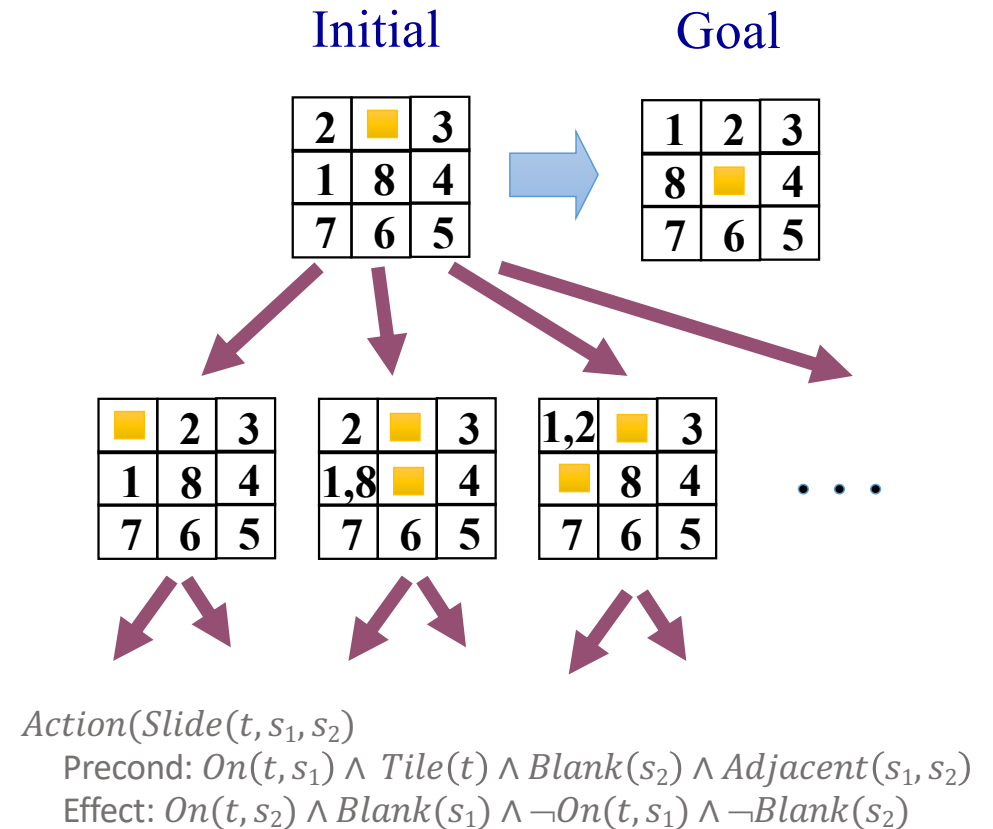 Initial Goal
2 3
1 8 4
7 6 5
1 2 3
8 4
7 6 5
2 3
1 8 4
7 6 5
2 3
1,8 4
7 6 5
1,2 3
8 4
7 6 5
. . .
Action(Slide(t, s₁, s₂)
Precond: On(t, s₁) ∧ Tile(t) ∧ Blank(s₂) ∧ Adjacent(s₁, s₂)
Effect: On(t, s₂) ∧ Blank(s₁) ∧ ¬On(t, s₁) ∧ ¬Blank(s₂)